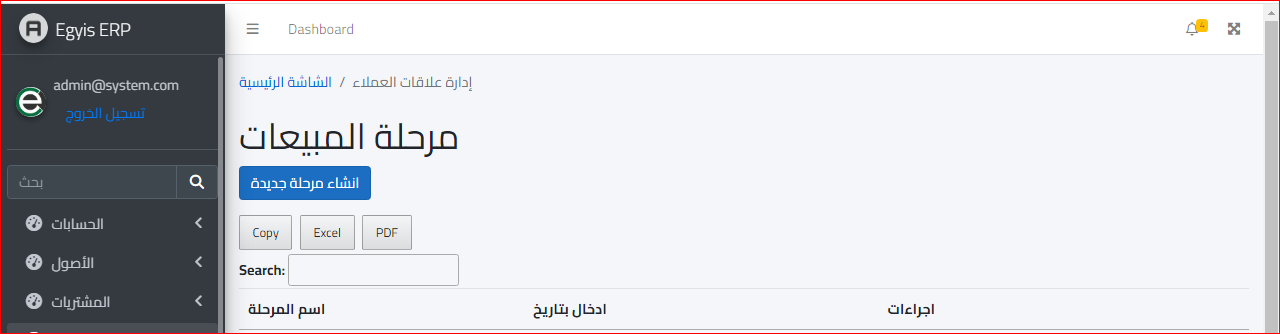 Egyis ERP
admin@system.com
تسجيل الخروج
بحث
الحسابات
الأصول
المشتريات
Dashboard
4
الشاشة الرئيسية / إدارة علاقات العملاء
مرحلة المبيعات
انشاء مرحلة جديدة
Copy Excel PDF
Search:
اسم المرحلة ادخال بتاريخ اجراءات